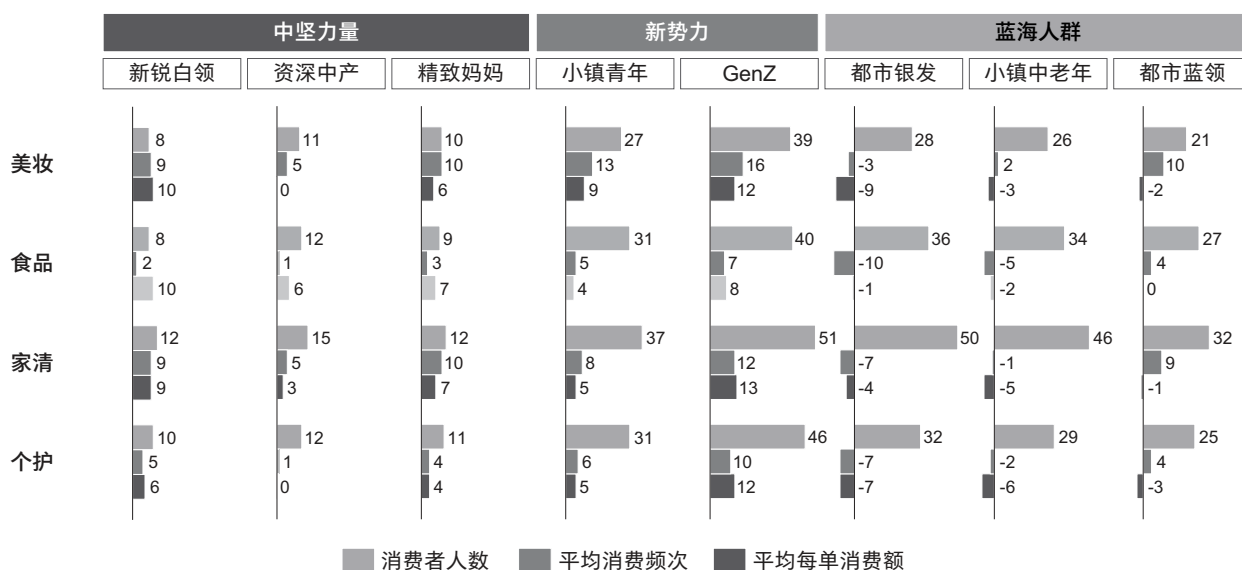 中坚力量 新势力 蓝海人群
新锐白领 资深中产 精致妈妈 小镇青年 GenZ 都市银发 小镇中老年 都市蓝领
8 11 10 27 39 28 26 21
美妆 9 5 10 13 16 -3 2 10
10 0 6 9 12 -9 -3 -2
8 12 9 31 40 36 34 27
食品 2 1 3 5 7 -10 -5 4
10 6 7 4 8 -1 -2 0
12 15 12 37 51 50 46 32
家清 9 5 10 8 12 -7 -1 9
9 3 7 5 13 -4 -5 -1
10 12 11 31 46 32 29 25
个护 5 1 4 6 10 -7 -2 4
6 0 4 5 12 -7 -6 -3
消费者人数 平均消费频次 平均每单消费额